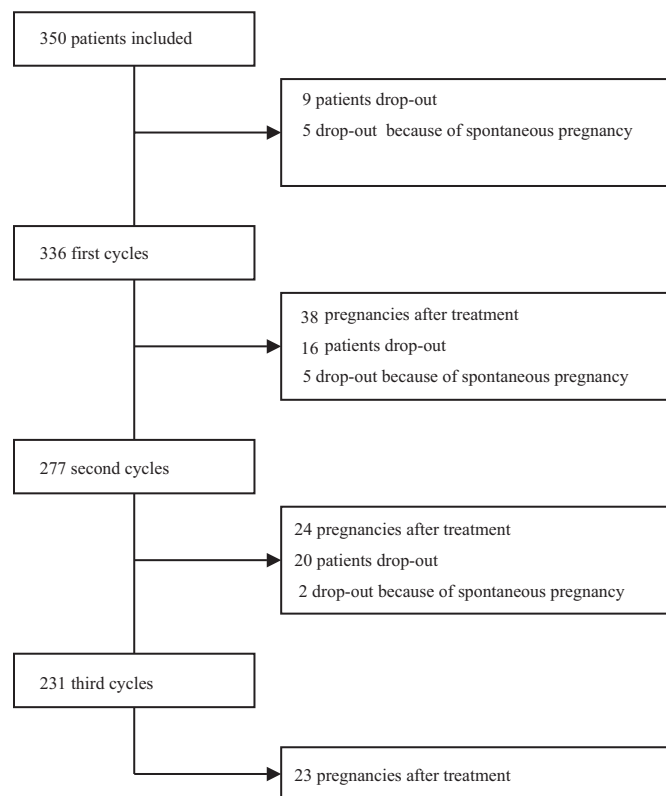 350 patients included
9 patients drop-out
5 drop-out because of spontaneous pregnancy
336 first cycles
38 pregnancies after treatment
16 patients drop-out
5 drop-out because of spontaneous pregnancy
277 second cycles
24 pregnancies after treatment
20 patients drop-out
2 drop-out because of spontaneous pregnancy
231 third cycles
23 pregnancies after treatment